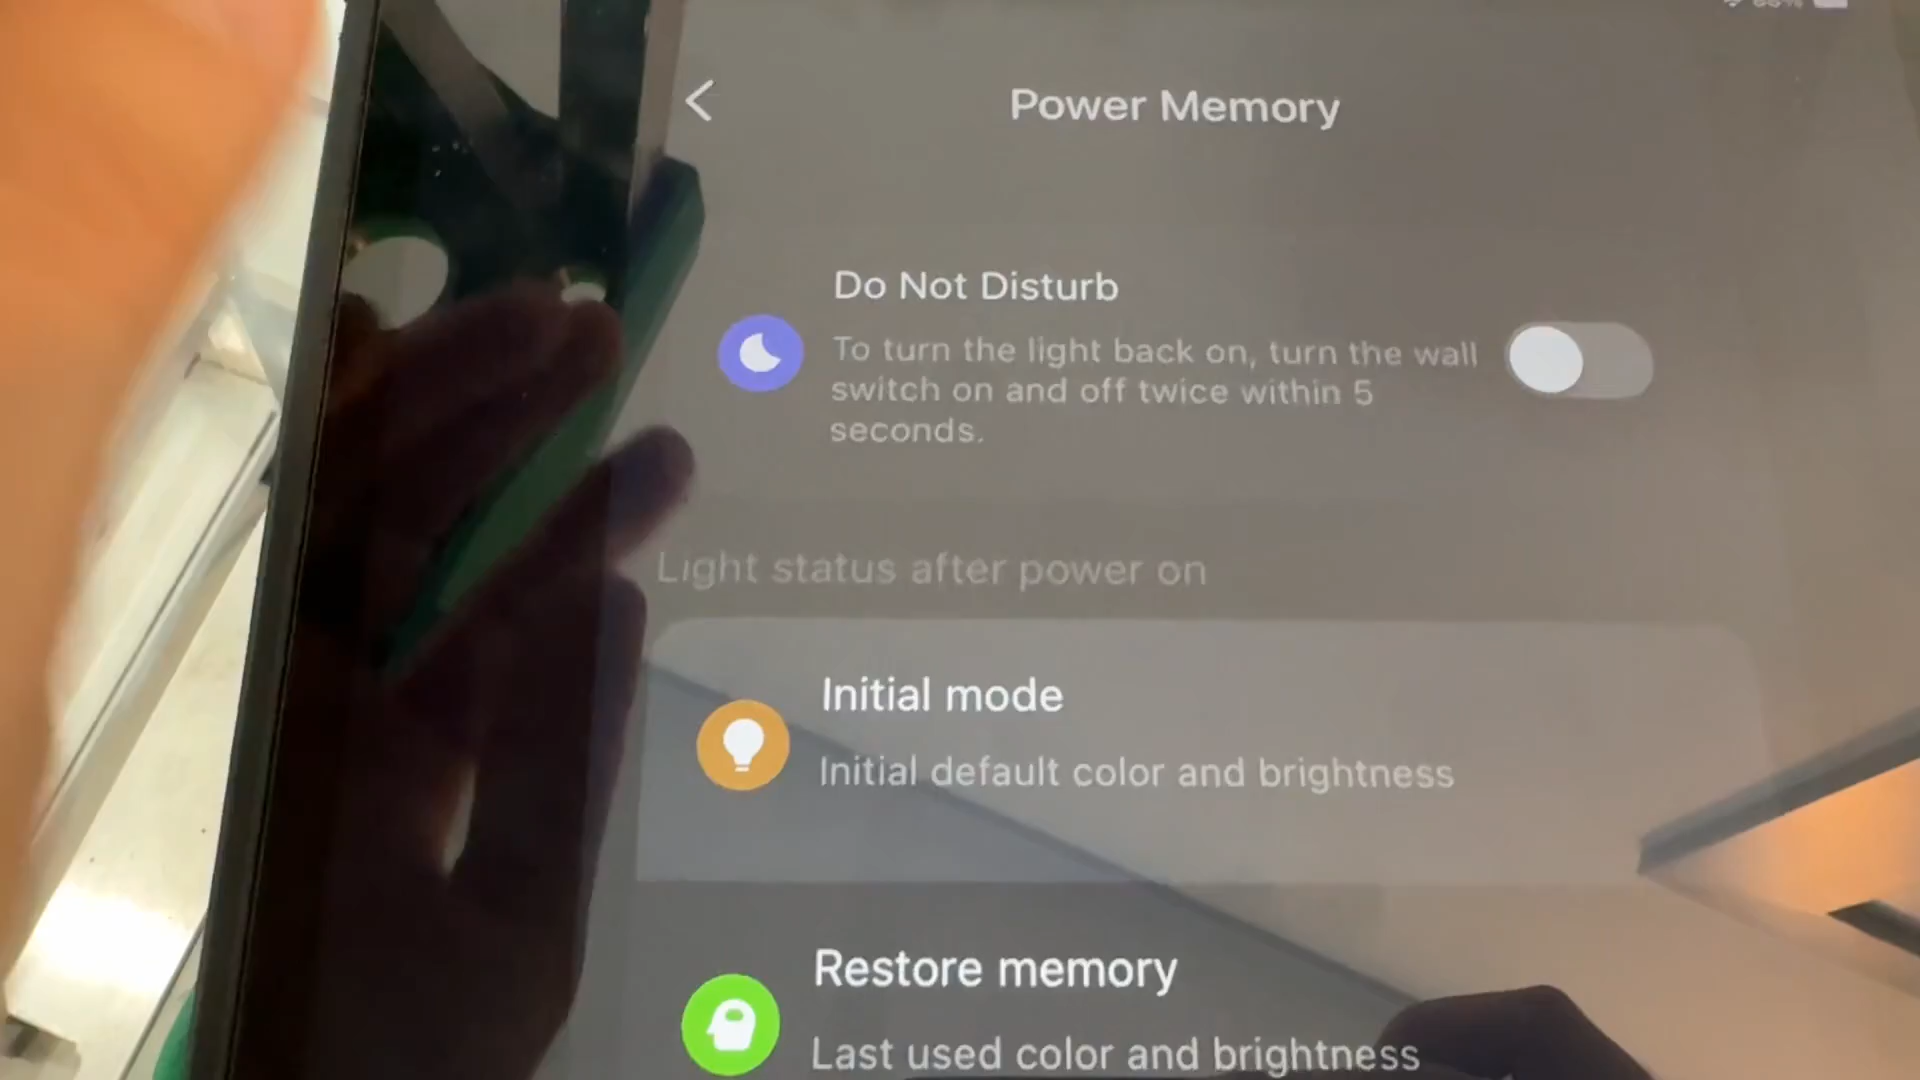 Power Memory
Do Not Disturb
To turn the light back on, turn the wall
switch on and off twice within 5
seconds.
Light status after power on
Initial mode
Initial default color and brightness
Restore memory
Last used color and brightness